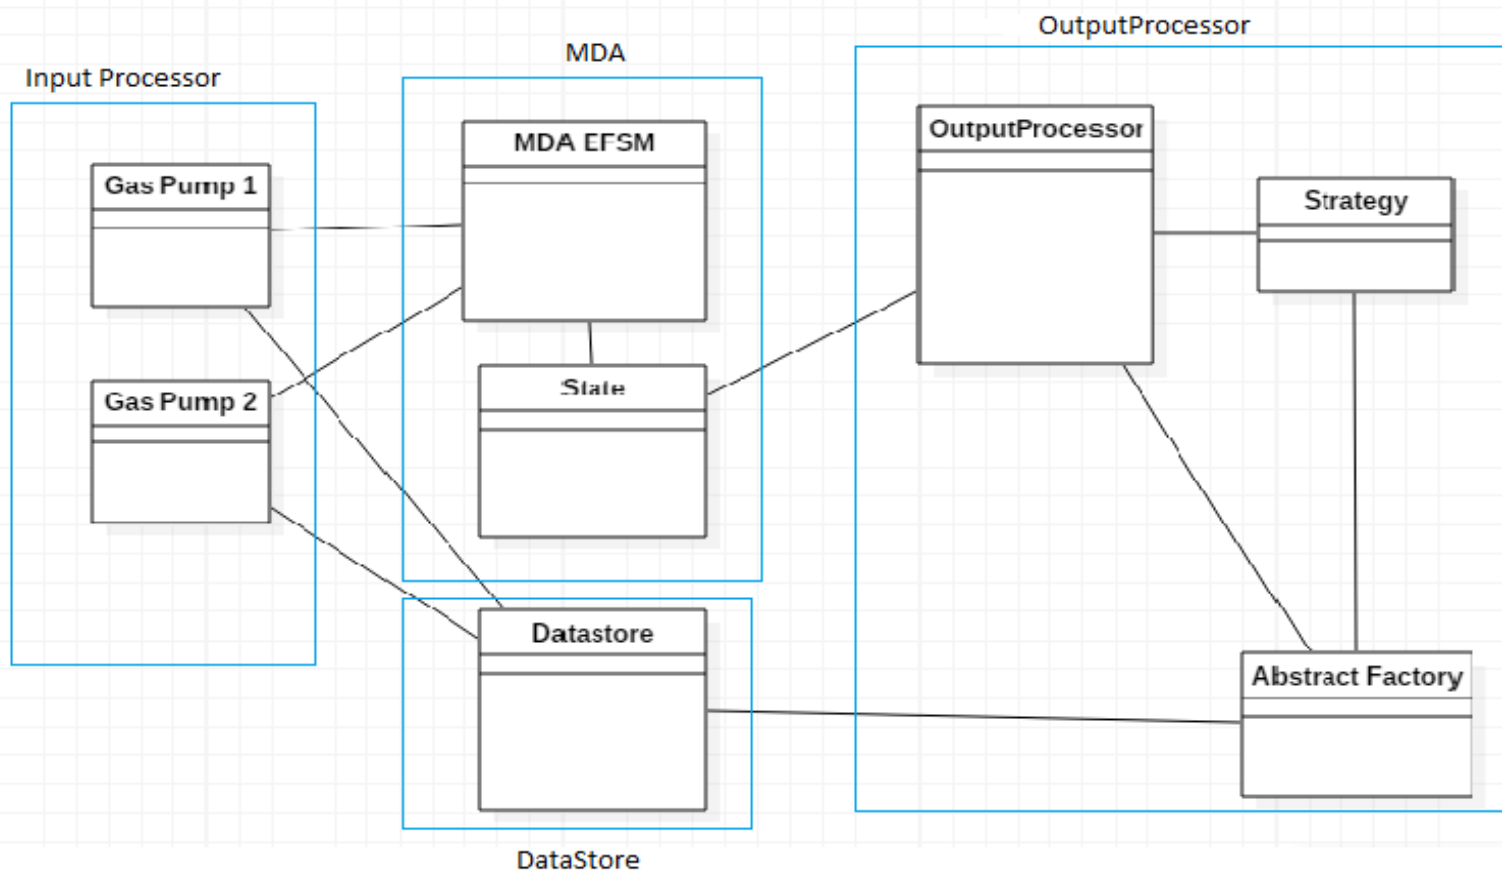 OutputProcessor
MDA
Input Processor
OutputProcessor
MDA EFSM
Gas Pump 1
Strategy
State
Gas Pump 2
Datastore
Abstract Factory
DataStore